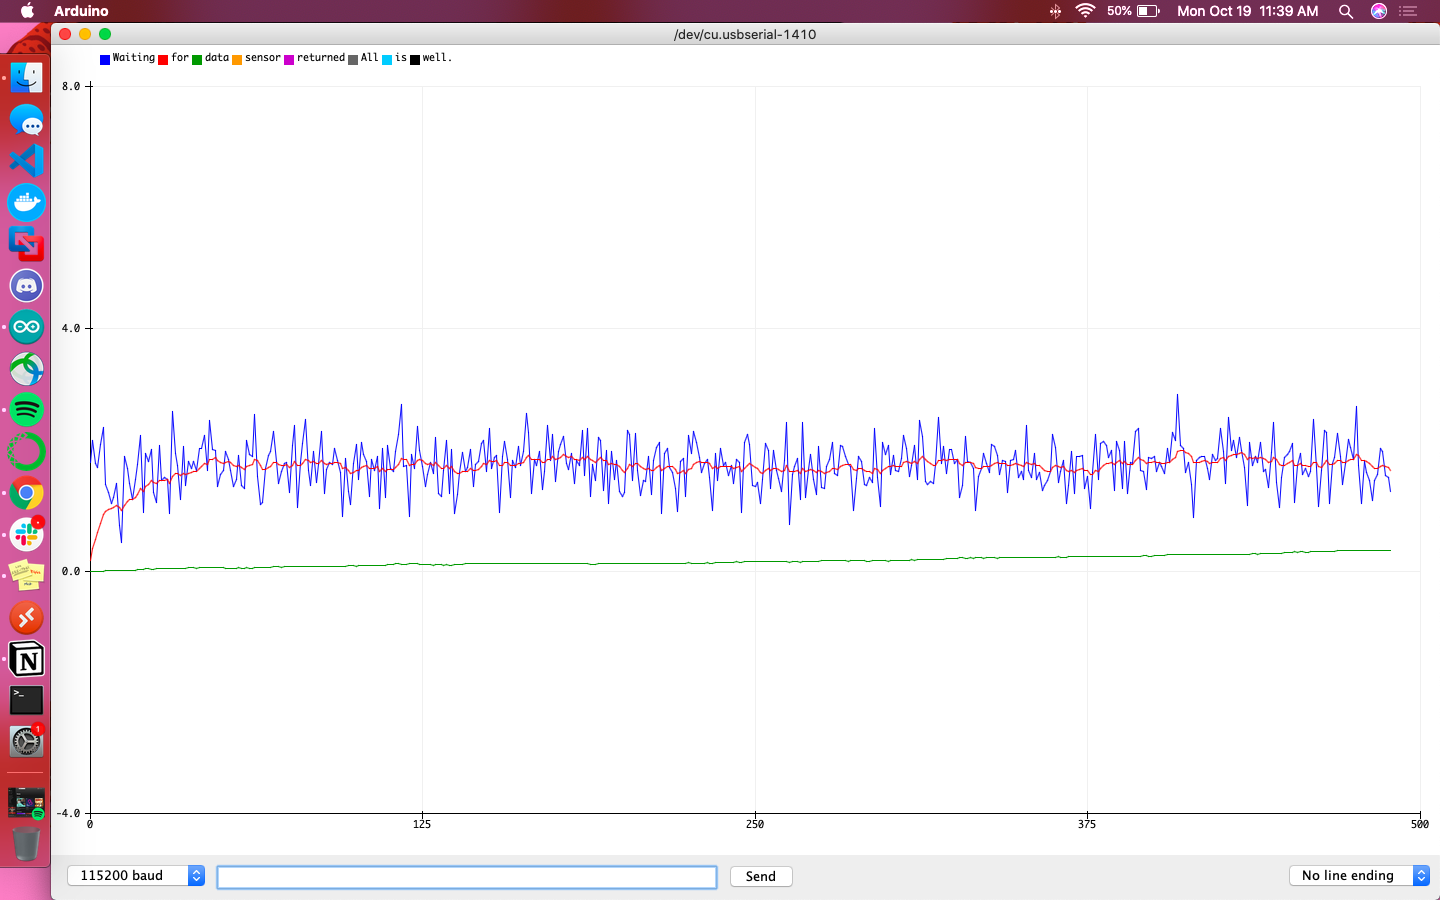 Arduino 50% Mon Oct 19 11:39 AM
/dev/cu.usbserial-1410
Waiting for data sensor returned All is well.
8.0
4.0
0.0
-4.0
0 125 250 375 500
115200 baud Send No line ending
N
>_
1